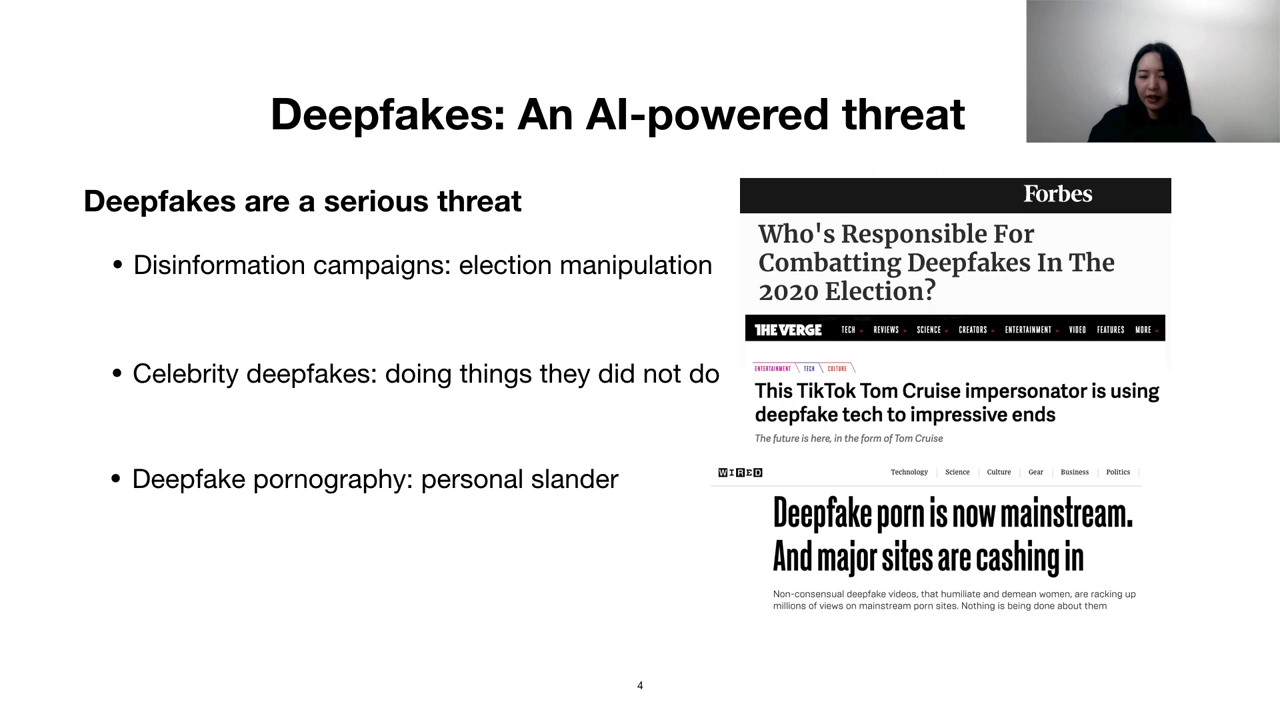 Deepfakes: An AI-powered threat
Deepfakes are a serious threat
• Disinformation campaigns: election manipulation
• Celebrity deepfakes: doing things they did not do
• Deepfake pornography: personal slander
Forbes
Who's Responsible For
Combatting Deepfakes In The
2020 Election?
THE VERGE TECH REVIEWS SCIENCE CREATORS ENTERTAINMENT VIDEO FEATURES MORE
ENTERTAINMENT TECH CULTURE
This TikTok Tom Cruise impersonator is using
deepfake tech to impressive ends
The future is here, in the form of Tom Cruise
WIRED Technology Science Culture Gear Business Politics
Deepfake porn is now mainstream.
And major sites are cashing in
Non-consensual deepfake videos, that humiliate and demean women, are racking up
millions of views on mainstream porn sites. Nothing is being done about them
4